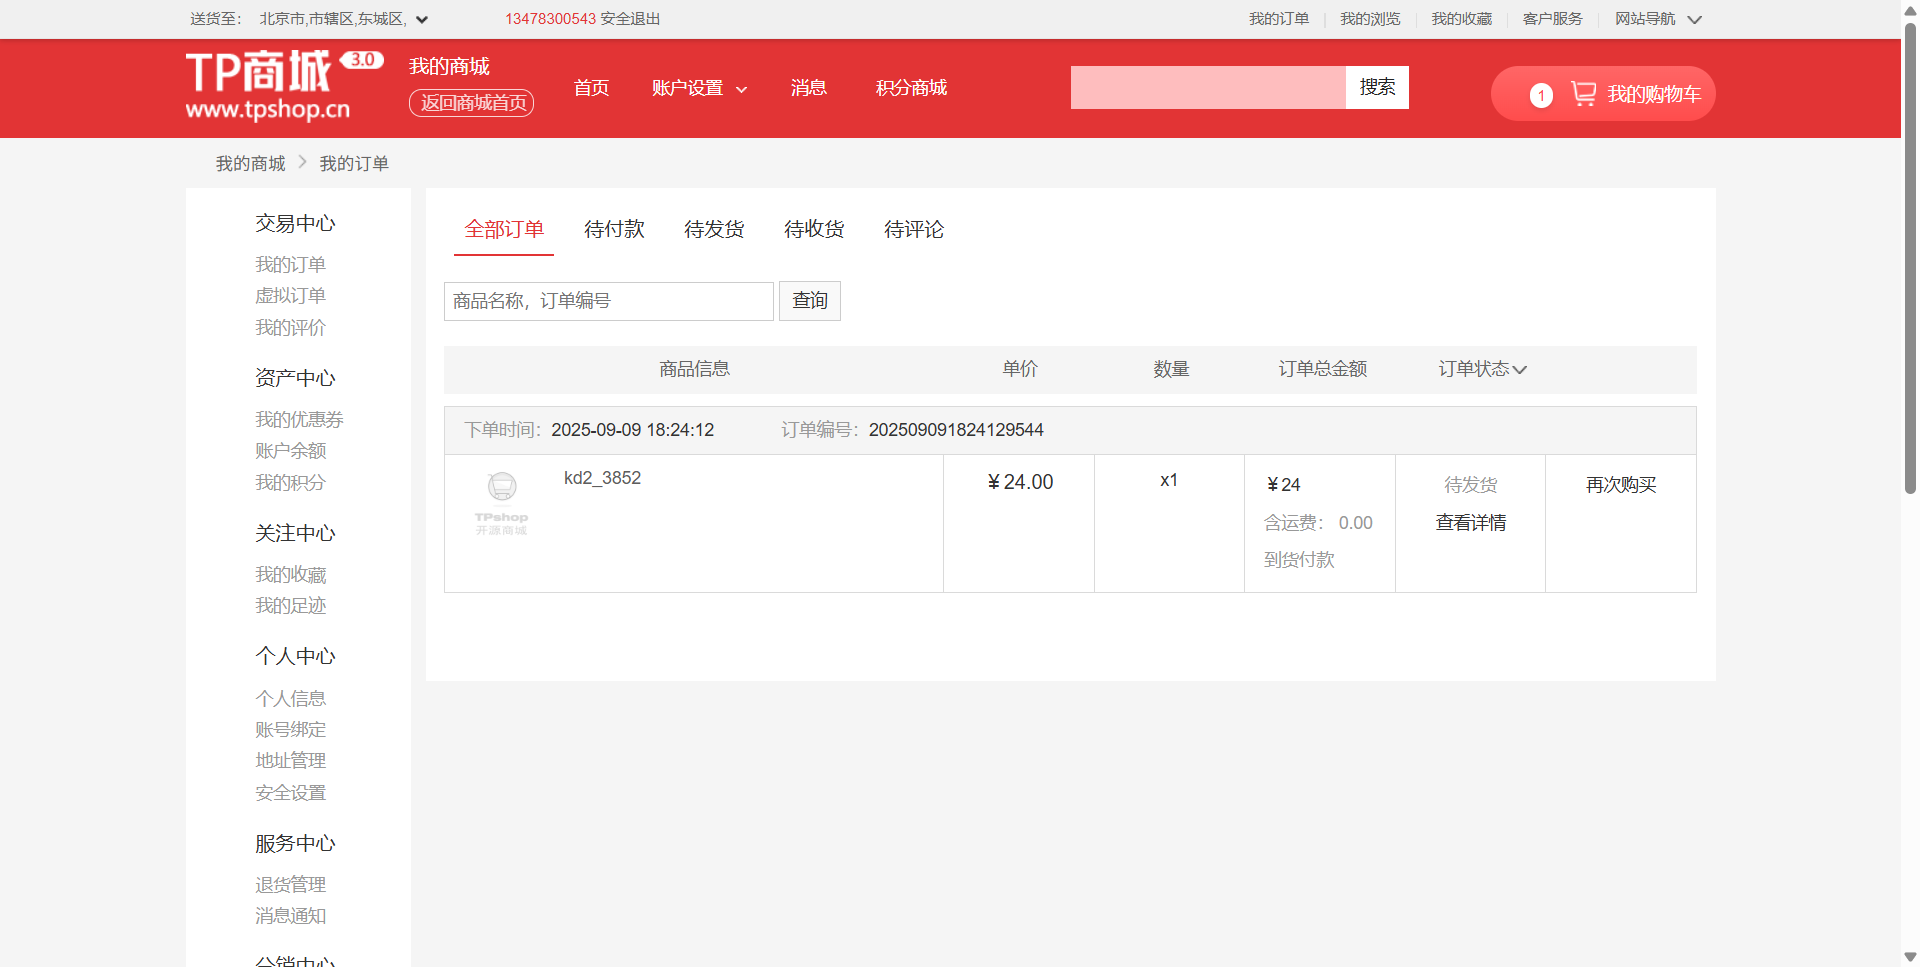 送货至： 北京市,市辖区,东城区,
13478300543 安全退出
我的订单 我的浏览 我的收藏 客户服务 网站导航
TP商城 3.0
www.tpshop.cn
我的商城
返回商城首页
首页 账户设置 消息 积分商城
搜索
1 我的购物车
我的商城 我的订单
交易中心
我的订单
虚拟订单
我的评价
资产中心
我的优惠券
账户余额
我的积分
关注中心
我的收藏
我的足迹
个人中心
个人信息
账号绑定
地址管理
安全设置
服务中心
退货管理
消息通知
分销中心
全部订单 待付款 待发货 待收货 待评论
商品名称，订单编号 查询
商品信息 单价 数量 订单总金额 订单状态
下单时间：2025-09-09 18:24:12 订单编号：202509091824129544
TPshop
开源商城
kd2_3852
￥24.00
x1
￥24
含运费： 0.00
到货付款
待发货
查看详情
再次购买